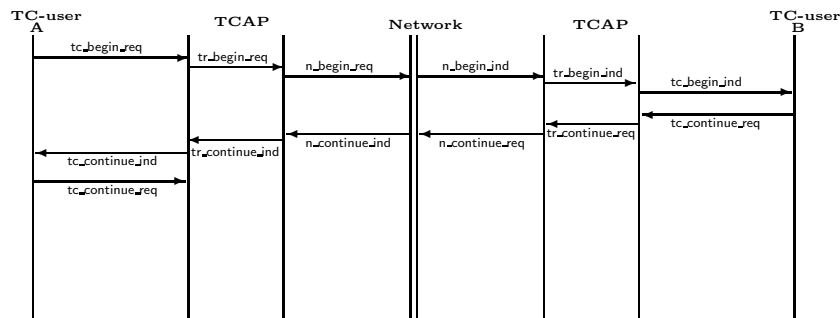 TC-user
A
TCAP
Network
TCAP
TC-user
B
tc_begin_req
tr_begin_req
n_begin_req
n_begin_ind
tr_begin_ind
tc_begin_ind
tc_continue_req
tr_continue_req
n_continue_req
n_continue_ind
tr_continue_ind
tc_continue_ind
tc_continue_req